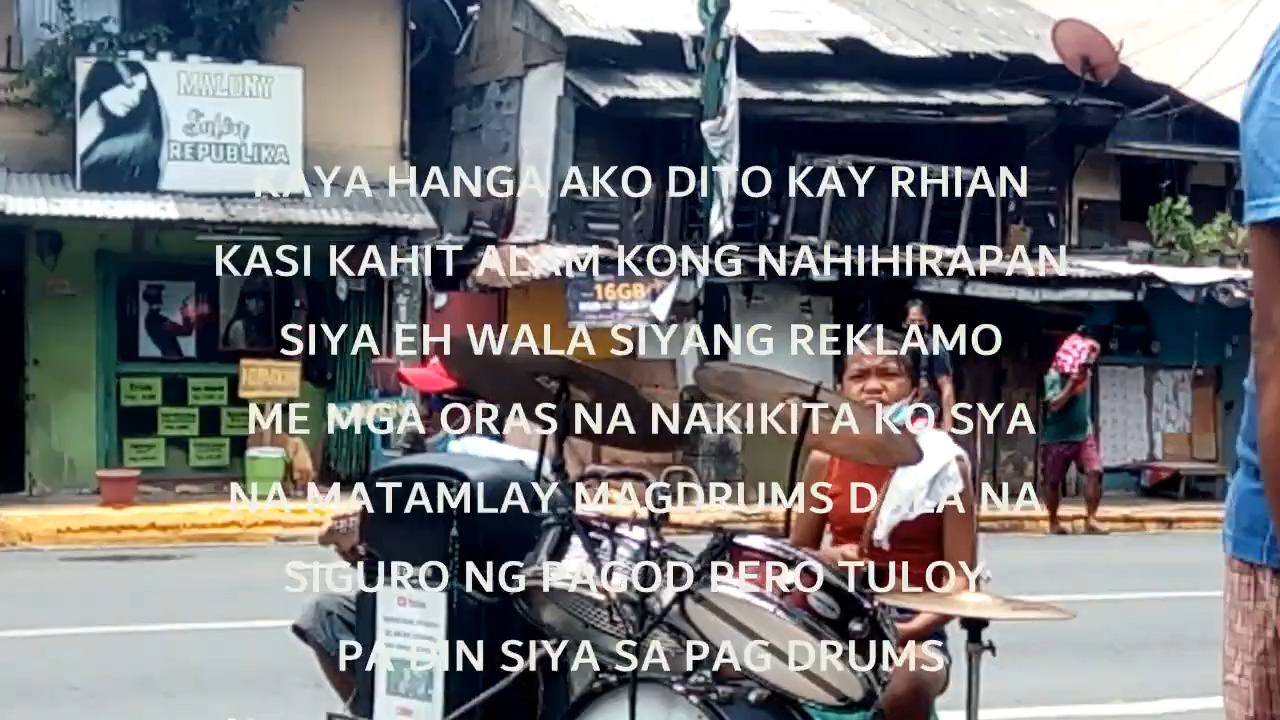 MALUNY
Salon
REPUBLIKA
KAYA HANGA AKO DITO KAY RHIAN
KASI KAHIT ALAM KONG NAHIHIRAPAN
16GB
SIYA EH WALA SIYANG REKLAMO
ME MGA ORAS NA NAKIKITA KO SYA
NA MATAMLAY MAGDRUMS DALA NA
SIGURO NG PAGOD PERO TULOY
PA DIN SIYA SA PAG DRUMS